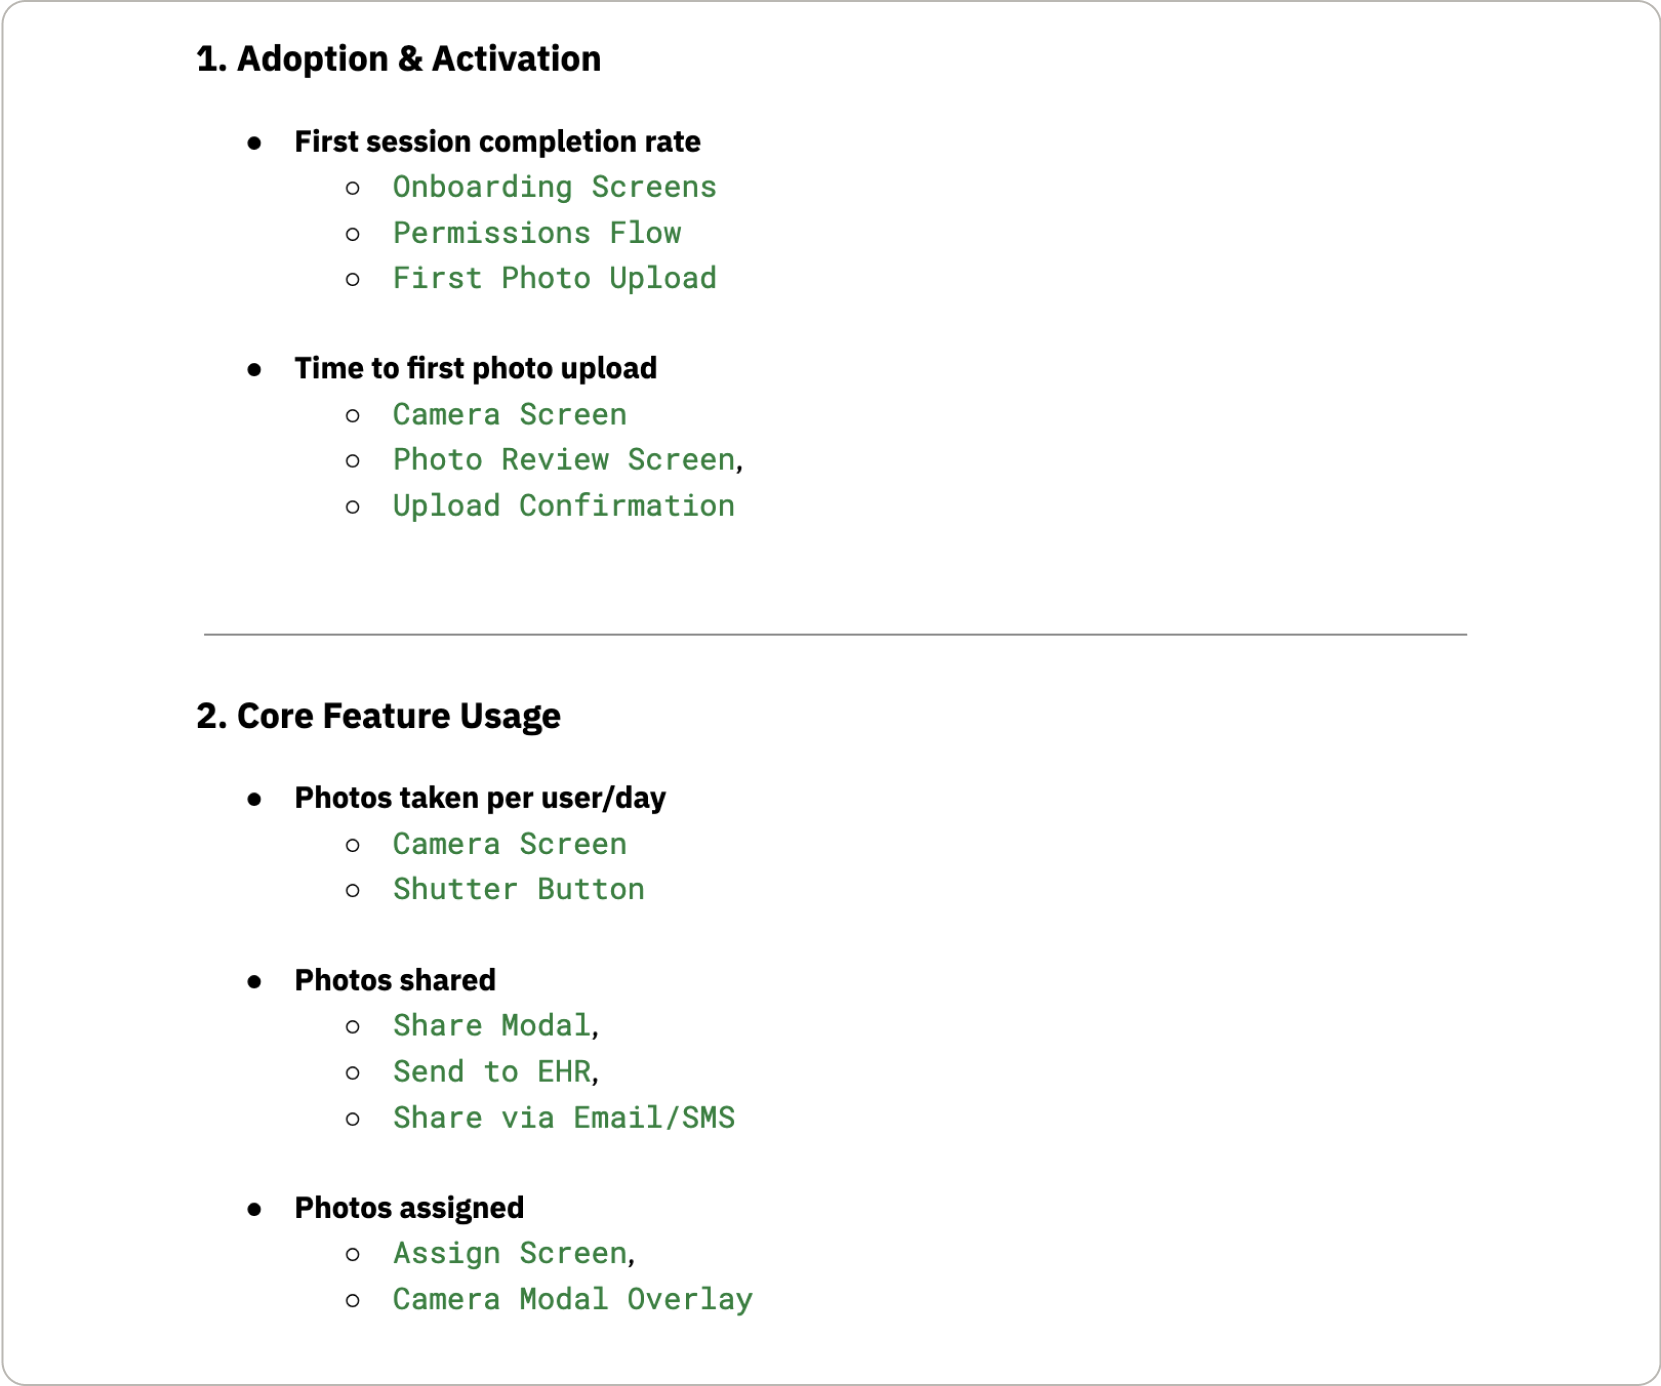 1. Adoption & Activation
● First session completion rate
○ Onboarding Screens
○ Permissions Flow
○ First Photo Upload
● Time to first photo upload
○ Camera Screen
○ Photo Review Screen,
○ Upload Confirmation
2. Core Feature Usage
● Photos taken per user/day
○ Camera Screen
○ Shutter Button
● Photos shared
○ Share Modal,
○ Send to EHR,
○ Share via Email/SMS
● Photos assigned
○ Assign Screen,
○ Camera Modal Overlay